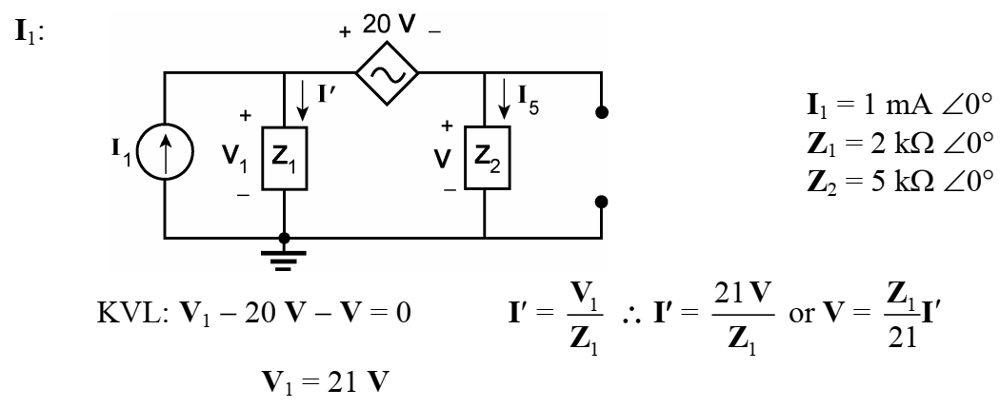 I₁:
+ 20 V –
I′
I₅
I₁
+
V₁
–
Z₁
+
V
–
Z₂
I₁ = 1 mA ∠0°
Z₁ = 2 kΩ ∠0°
Z₂ = 5 kΩ ∠0°
KVL: V₁ – 20 V – V = 0
I′ = V₁/Z₁ ∴ I′ = 21 V/Z₁ or V = Z₁/21 I′
V₁ = 21 V